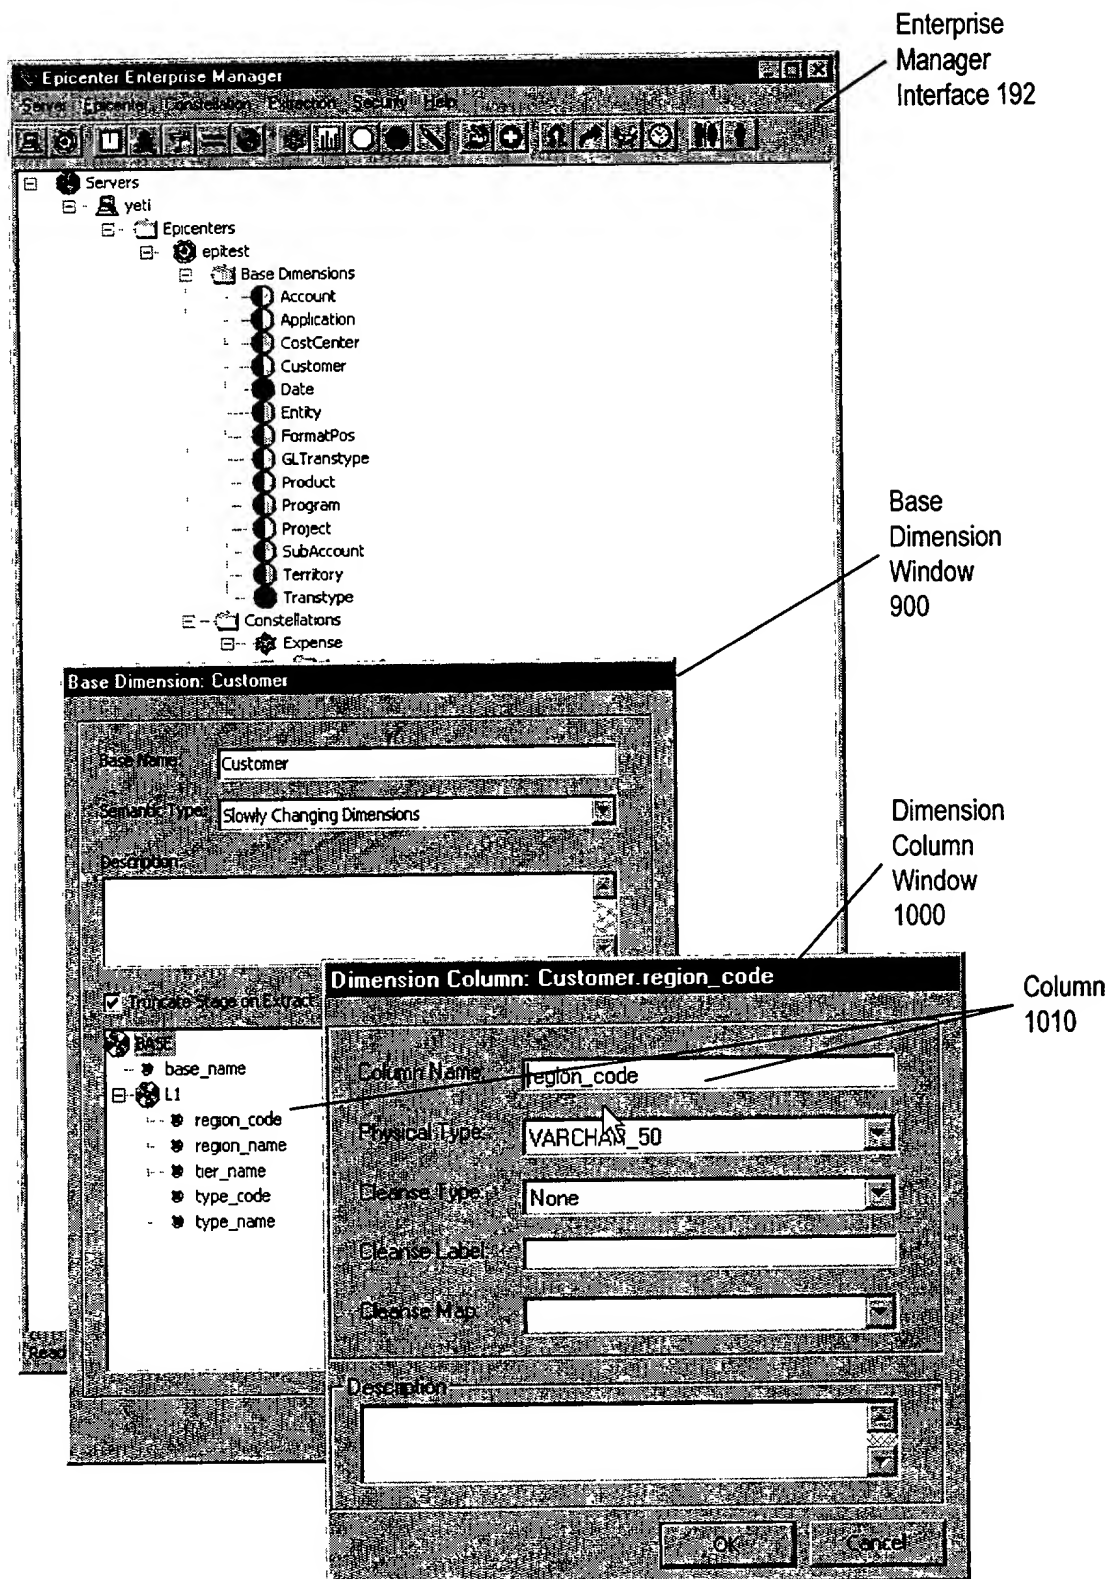 Enterprise
Manager
Interface 192
Epicenter Enterprise Manager
Server Epicenter Constellation Extraction Security Help
Servers
yeti
Epicenters
epitest
Base Dimensions
Account
Application
CostCenter
Customer
Date
Entity
FormatPos
GLTranstype
Product
Program
Project
SubAccount
Territory
Transtype
Constellations
Expense
Base
Dimension
Window
900
Base Dimension: Customer
Base Name: Customer
Semantic Type: Slowly Changing Dimensions
Description:
Truncate Stage on Extract
BASE
base_name
L1
region_code
region_name
tier_name
type_code
type_name
Read
Dimension
Column
Window
1000
Dimension Column: Customer.region_code
Column
1010
Column Name: region_code
Physical Type: VARCHAR_50
Cleanse Type: None
Cleanse Label:
Cleanse Map:
Description
OK Cancel